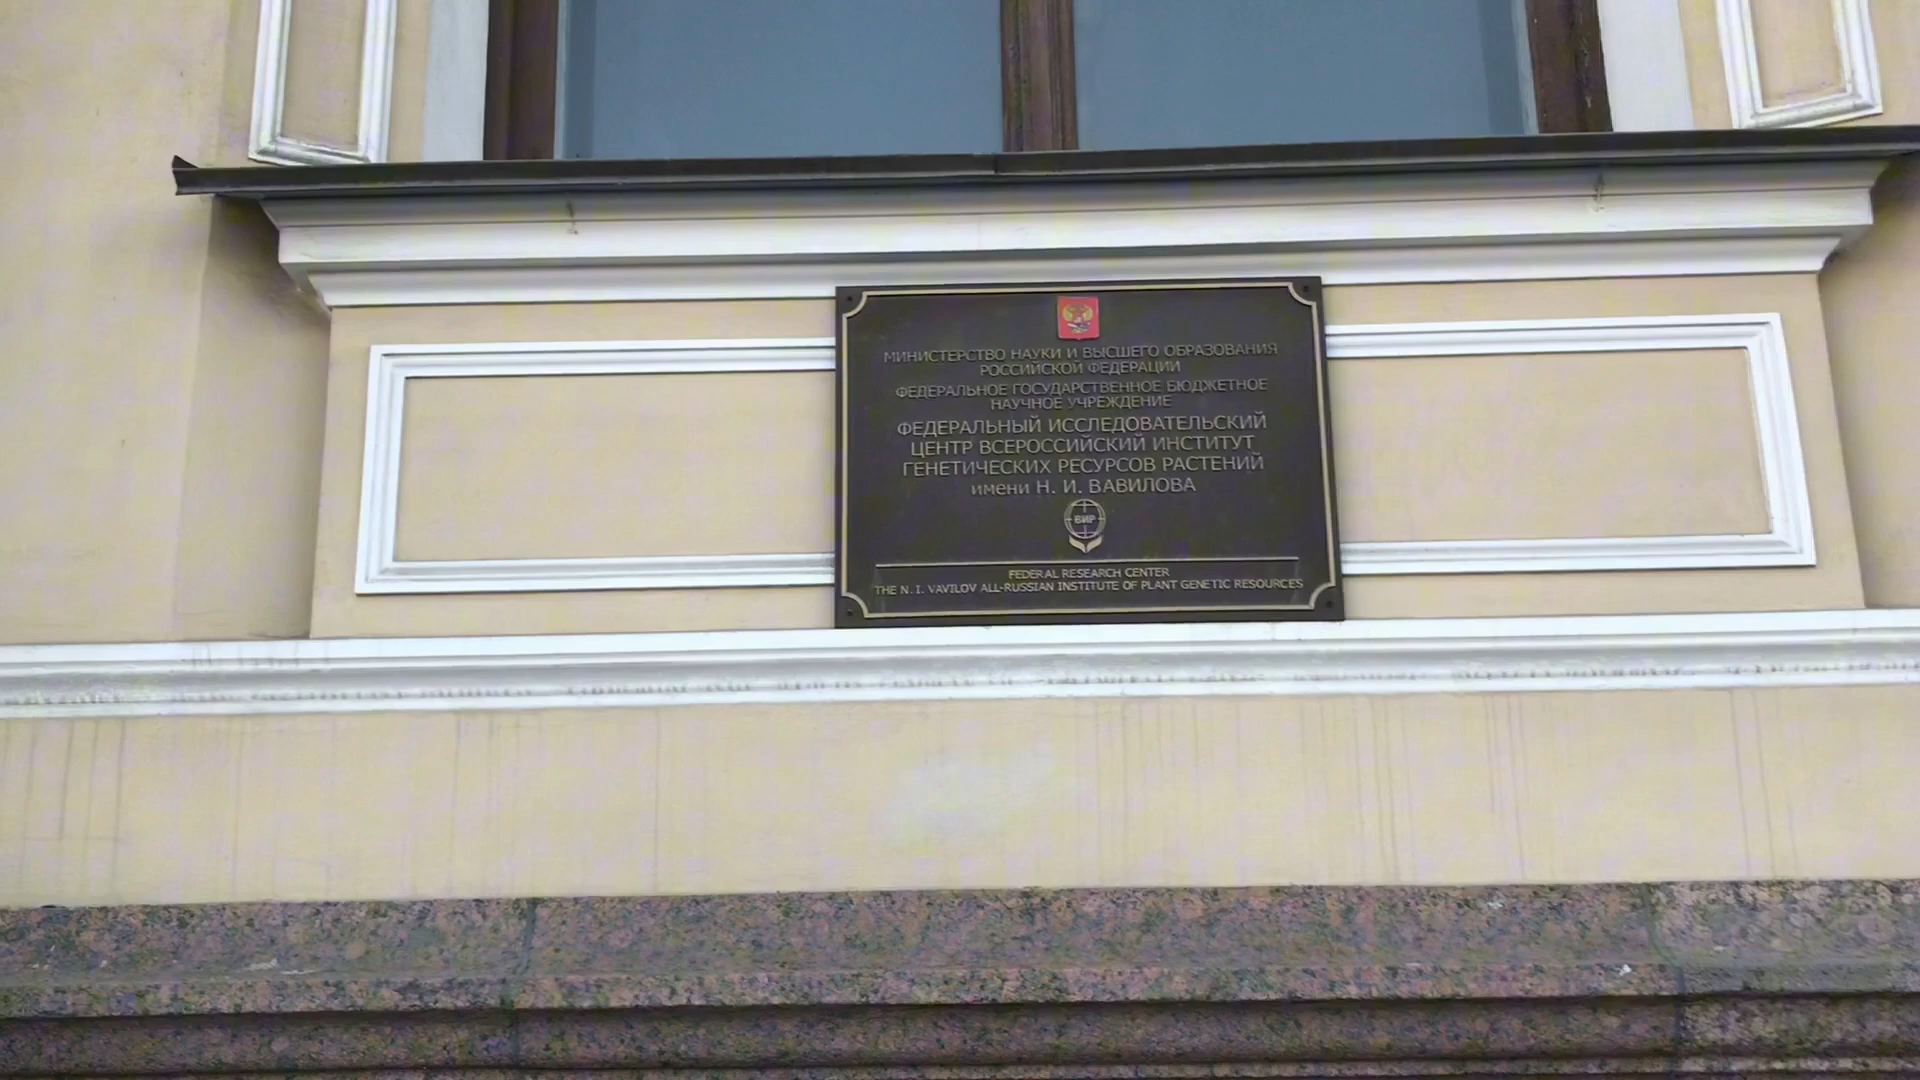 МИНИСТЕРСТВО НАУКИ И ВЫСШЕГО ОБРАЗОВАНИЯ
РОССИЙСКОЙ ФЕДЕРАЦИИ
ФЕДЕРАЛЬНОЕ ГОСУДАРСТВЕННОЕ БЮДЖЕТНОЕ
НАУЧНОЕ УЧРЕЖДЕНИЕ
ФЕДЕРАЛЬНЫЙ ИССЛЕДОВАТЕЛЬСКИЙ
ЦЕНТР ВСЕРОССИЙСКИЙ ИНСТИТУТ
ГЕНЕТИЧЕСКИХ РЕСУРСОВ РАСТЕНИЙ
имени Н. И. ВАВИЛОВА
ВИР
FEDERAL RESEARCH CENTER
THE N. I. VAVILOV ALL-RUSSIAN INSTITUTE OF PLANT GENETIC RESOURCES